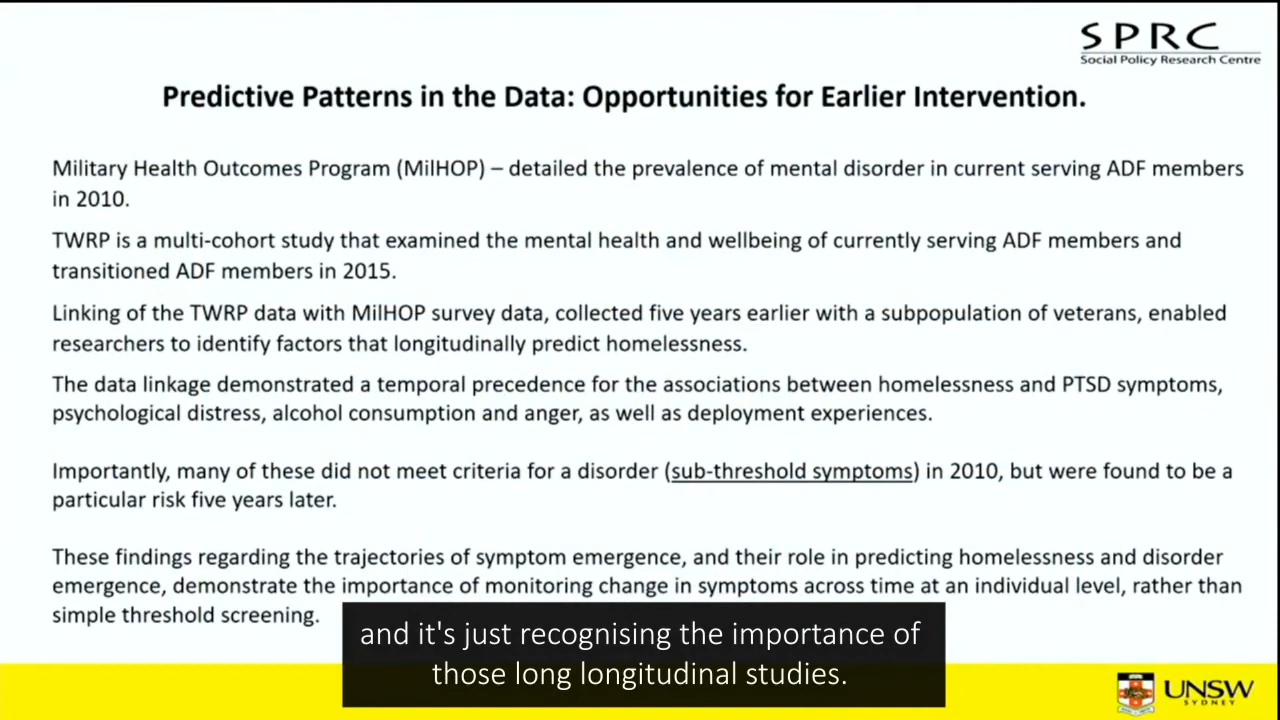 SPRC
Social Policy Research Centre
Predictive Patterns in the Data: Opportunities for Earlier Intervention.
Military Health Outcomes Program (MilHOP) – detailed the prevalence of mental disorder in current serving ADF members
in 2010.
TWRP is a multi-cohort study that examined the mental health and wellbeing of currently serving ADF members and
transitioned ADF members in 2015.
Linking of the TWRP data with MilHOP survey data, collected five years earlier with a subpopulation of veterans, enabled
researchers to identify factors that longitudinally predict homelessness.
The data linkage demonstrated a temporal precedence for the associations between homelessness and PTSD symptoms,
psychological distress, alcohol consumption and anger, as well as deployment experiences.
Importantly, many of these did not meet criteria for a disorder (sub-threshold symptoms) in 2010, but were found to be a
particular risk five years later.
These findings regarding the trajectories of symptom emergence, and their role in predicting homelessness and disorder
emergence, demonstrate the importance of monitoring change in symptoms across time at an individual level, rather than
simple threshold screening.
and it's just recognising the importance of
those long longitudinal studies.
UNSW
SYDNEY